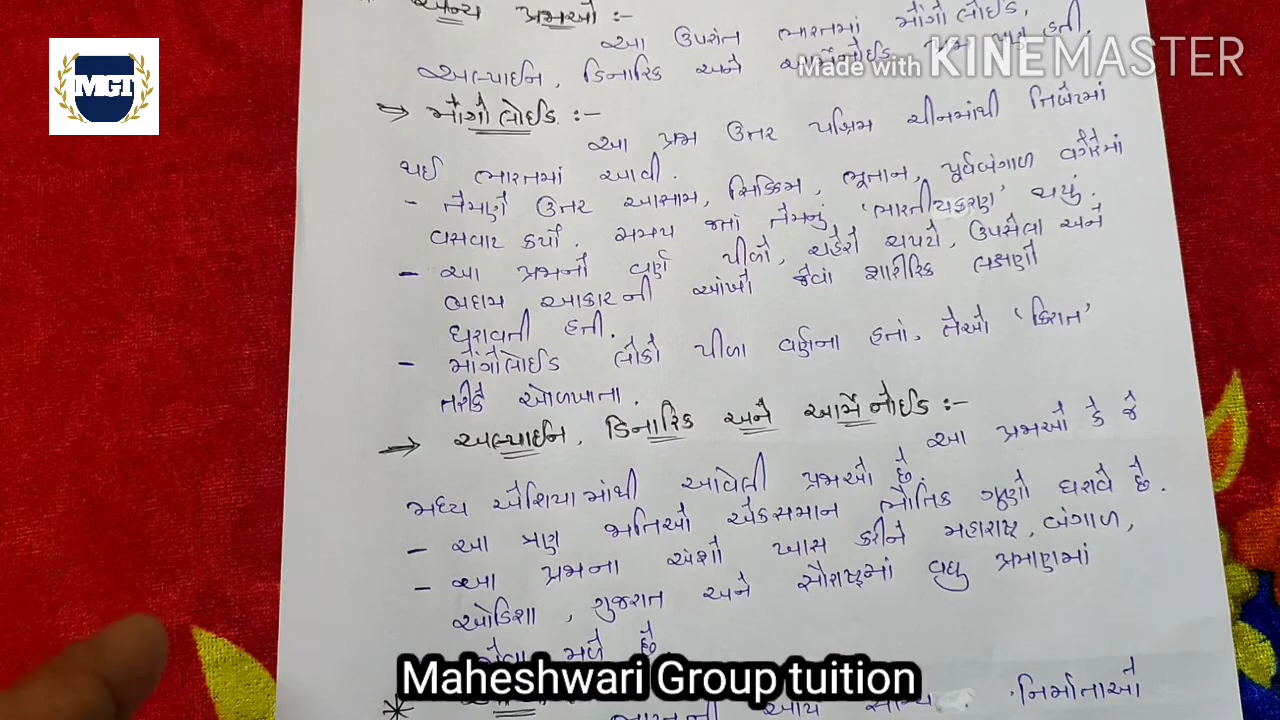 અન્ય પ્રજાઓ :-
આ ઉપરાંત ભારતમાં મોંગોલોઈડ,
અલ્પાઈન, ડિનારિક અને આર્મેનોઈડ હતી.
Made with KINEMASTER
MGI
→ મોંગોલોઈડ :-
આ પ્રજા ઉત્તર પશ્ચિમ ચીનમાંથી તિબેટમાં
થઈ ભારતમાં આવી.
- તેમણે ઉત્તર આસામ, સિક્કિમ, ભૂતાન, પૂર્વબંગાળ વગેરેમાં
વસવાટ કર્યો. સમય જતાં તેમનું 'ભારતીયકરણ' થયું.
- આ પ્રજાનો વર્ણ પીળો, ચહેરો ચપટો, ઉપસેલા અને
બદામ આકારની આંખો જેવાં શારીરિક લક્ષણો
ધરાવતી હતી.
- મોંગોલોઈડ લોકો પીળા વર્ણના હતાં, તેઓ 'કિરાત'
તરીકે ઓળખાતા.
→ અલ્પાઈન, ડિનારિક અને આર્મેનોઈડ :-
આ પ્રજાઓ કે જે
મધ્ય એશિયામાંથી આવેલી પ્રજાઓ છે.
- આ ત્રણ જાતિઓ એકસમાન ભૌતિક ગુણો ધરાવે છે.
- આ પ્રજાના અંશો ખાસ કરીને મહારાષ્ટ્ર, બંગાળ,
ઓડિશા, ગુજરાત અને સૌરાષ્ટ્રમાં વધુ પ્રમાણમાં
જોવા મળે છે.
Maheshwari Group tuition
નિર્માતાઓ